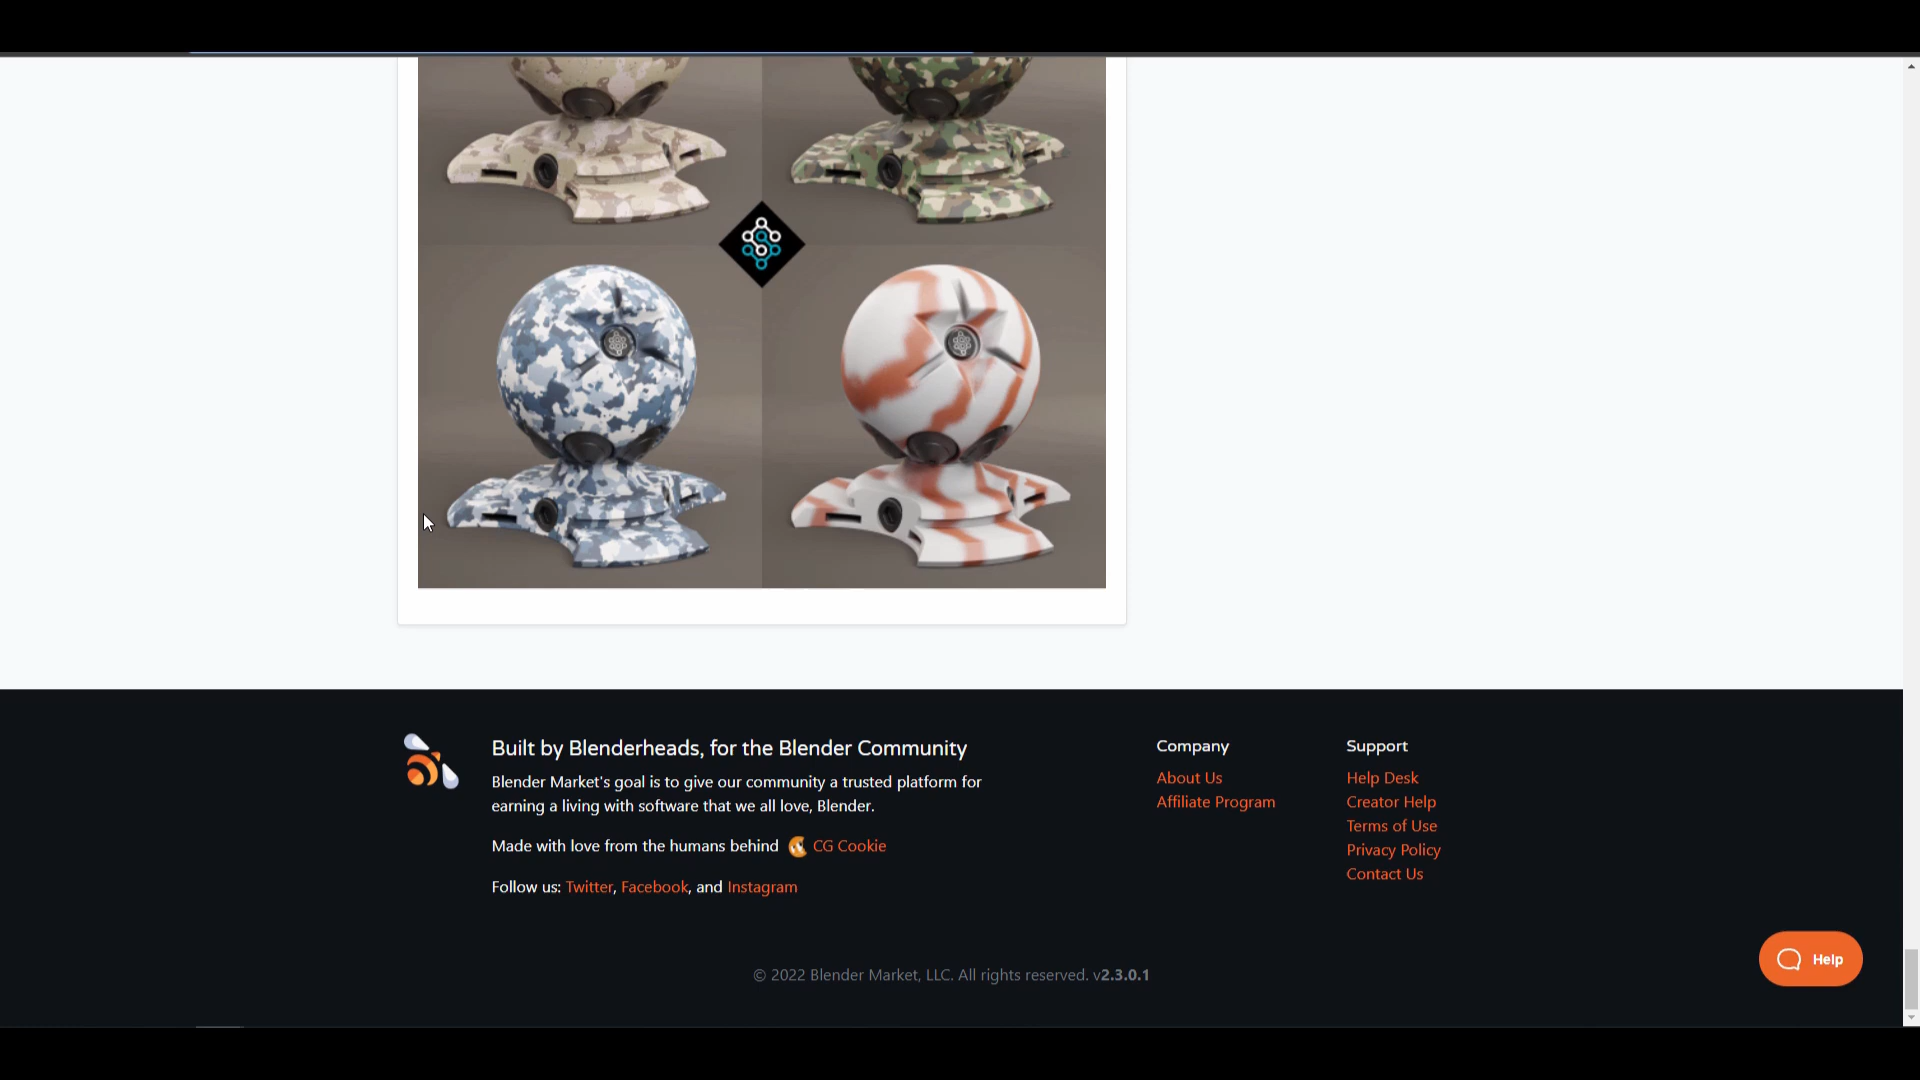 Built by Blenderheads, for the Blender Community
Blender Market's goal is to give our community a trusted platform for
earning a living with software that we all love, Blender.
Made with love from the humans behind CG Cookie
Follow us: Twitter, Facebook, and Instagram
Company
About Us
Affiliate Program
Support
Help Desk
Creator Help
Terms of Use
Privacy Policy
Contact Us
© 2022 Blender Market, LLC. All rights reserved. v2.3.0.1
Help